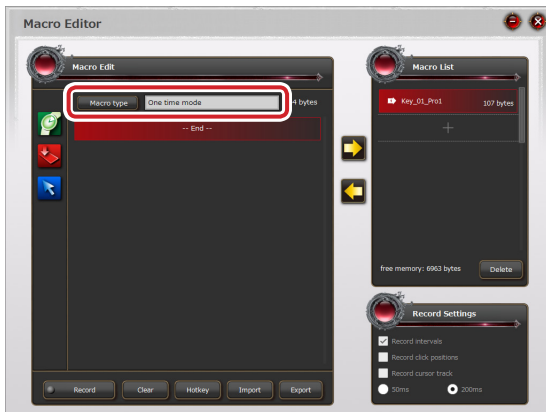 Macro Editor
Macro Edit
Macro type One time mode 4 bytes
-- End --
Record Clear Hotkey Import Export
Macro List
Key_01_Pro1 107 bytes
free memory: 6963 bytes Delete
Record Settings
Record intervals
Record click positions
Record cursor track
50ms 200ms